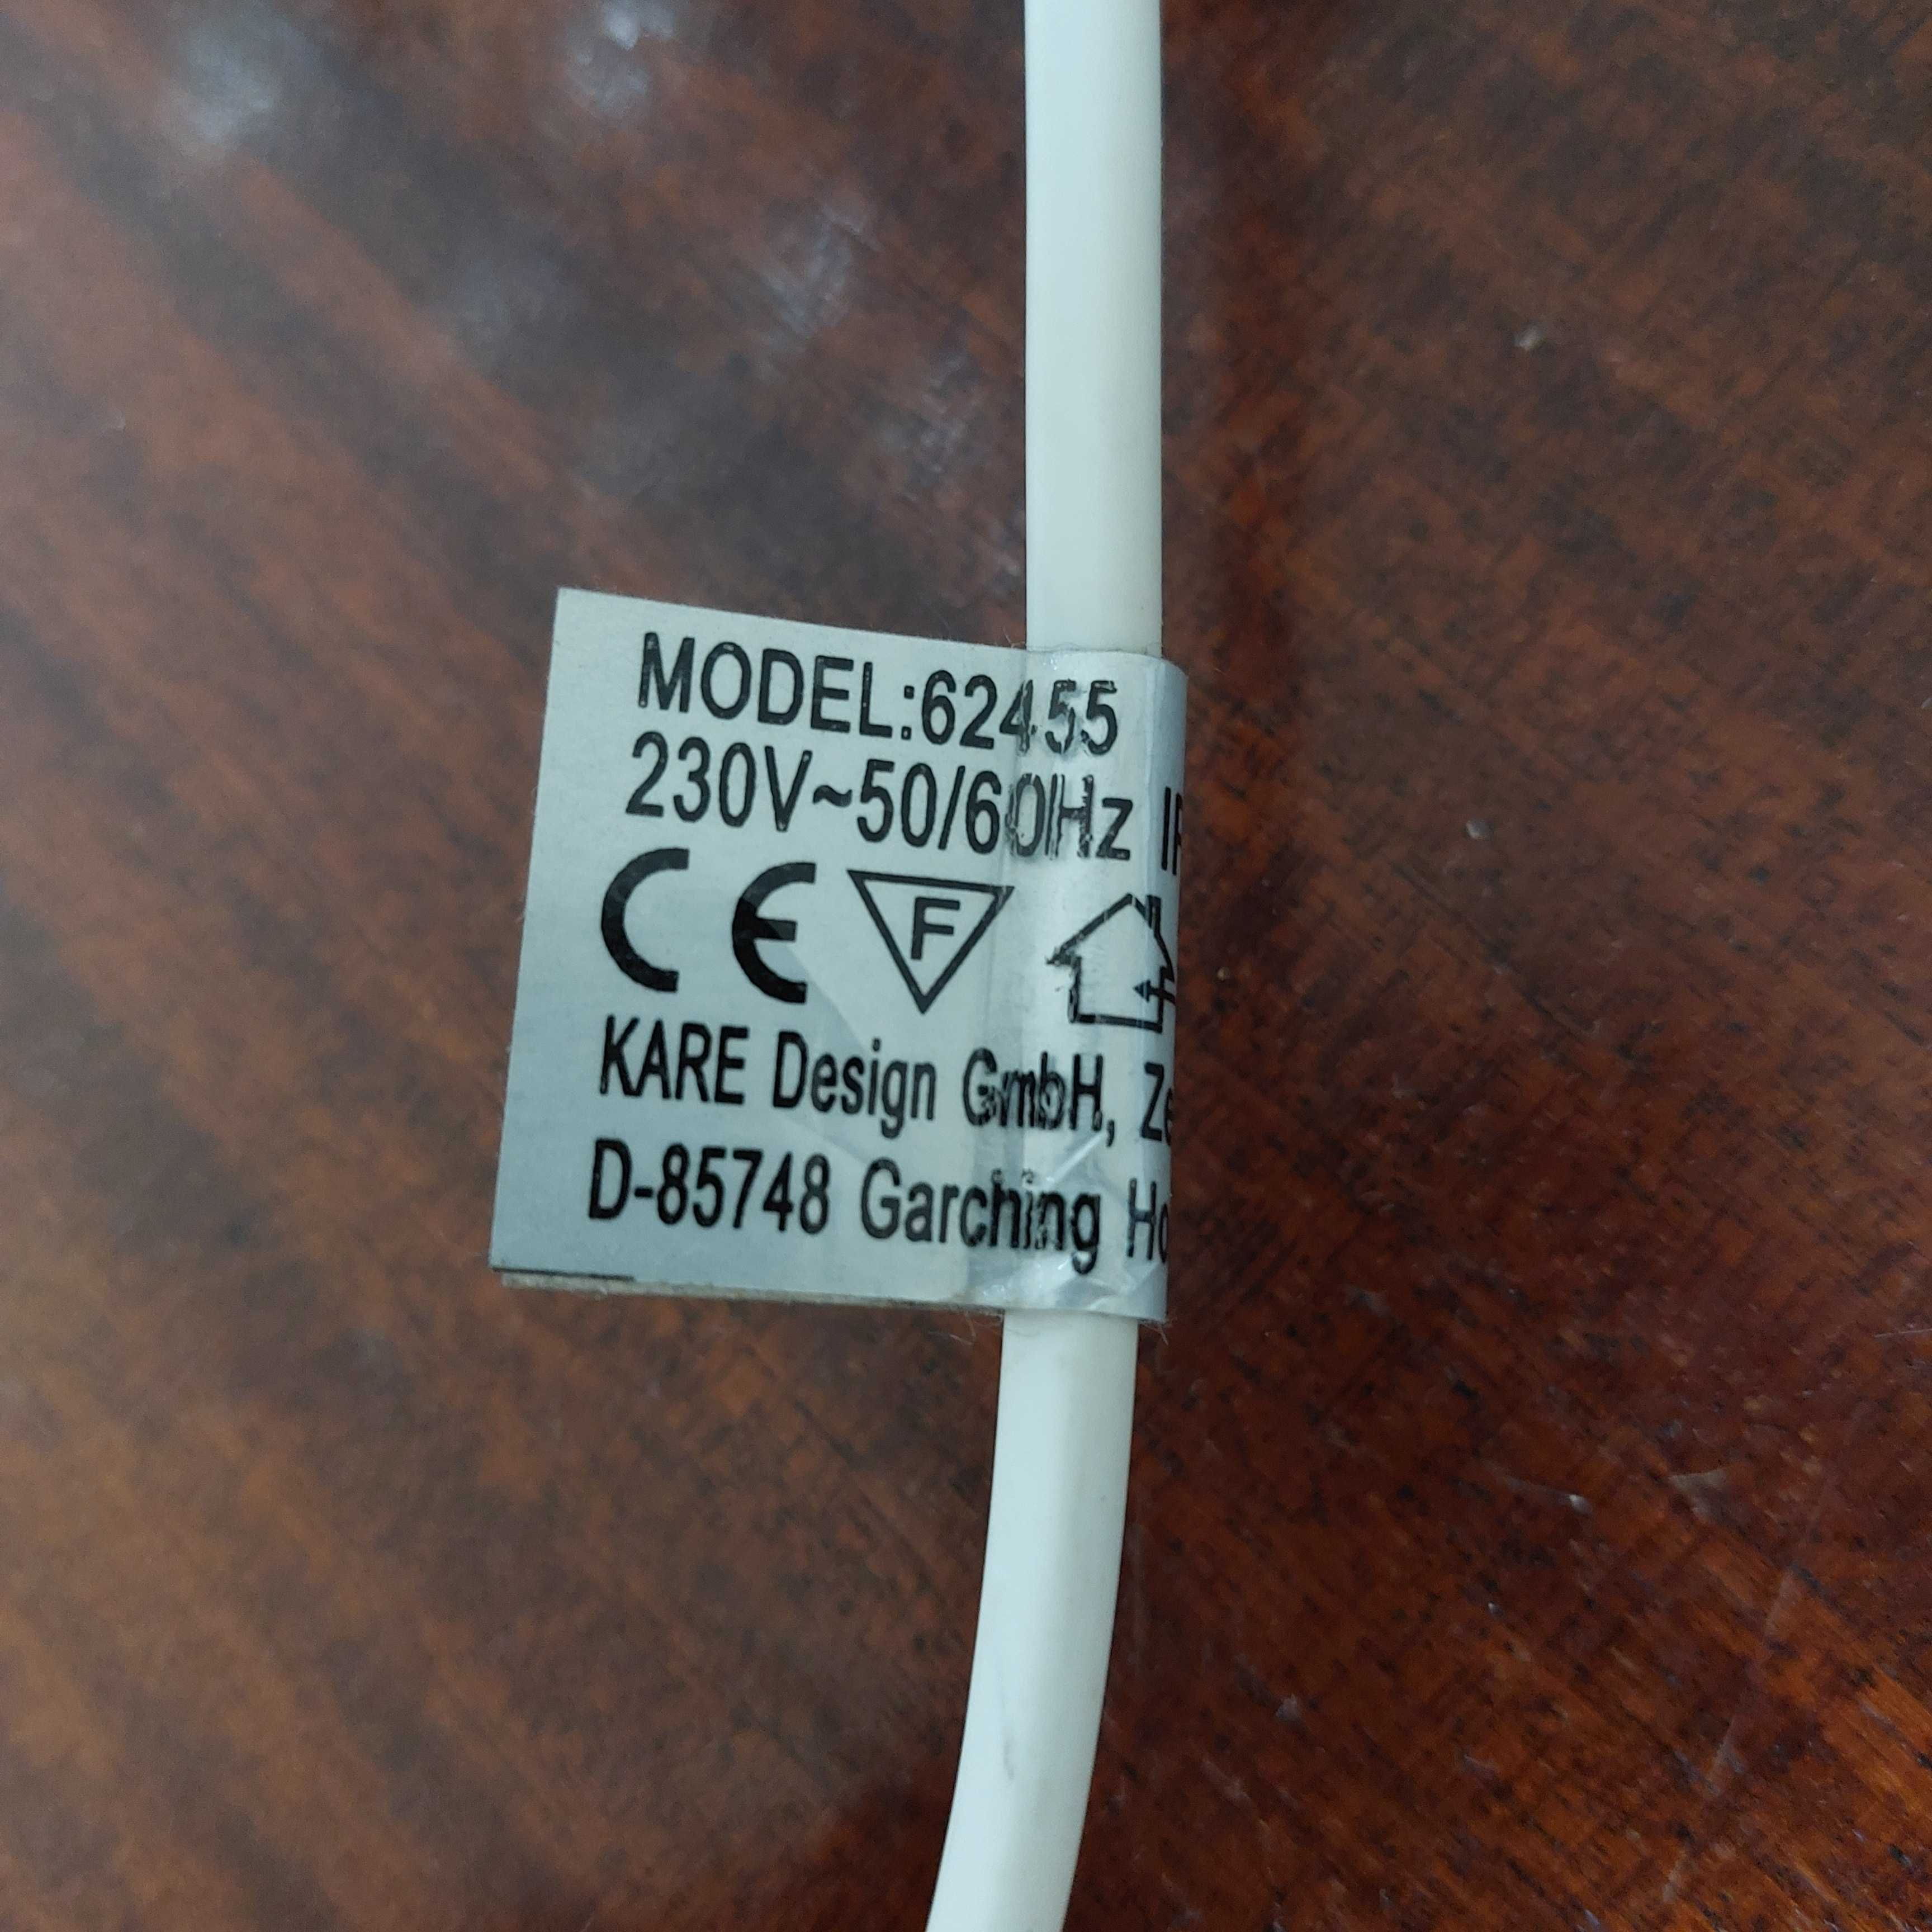 MODEL:62455
230V~50/60Hz
CE F
KARE Design GmbH,
D-85748 Garching